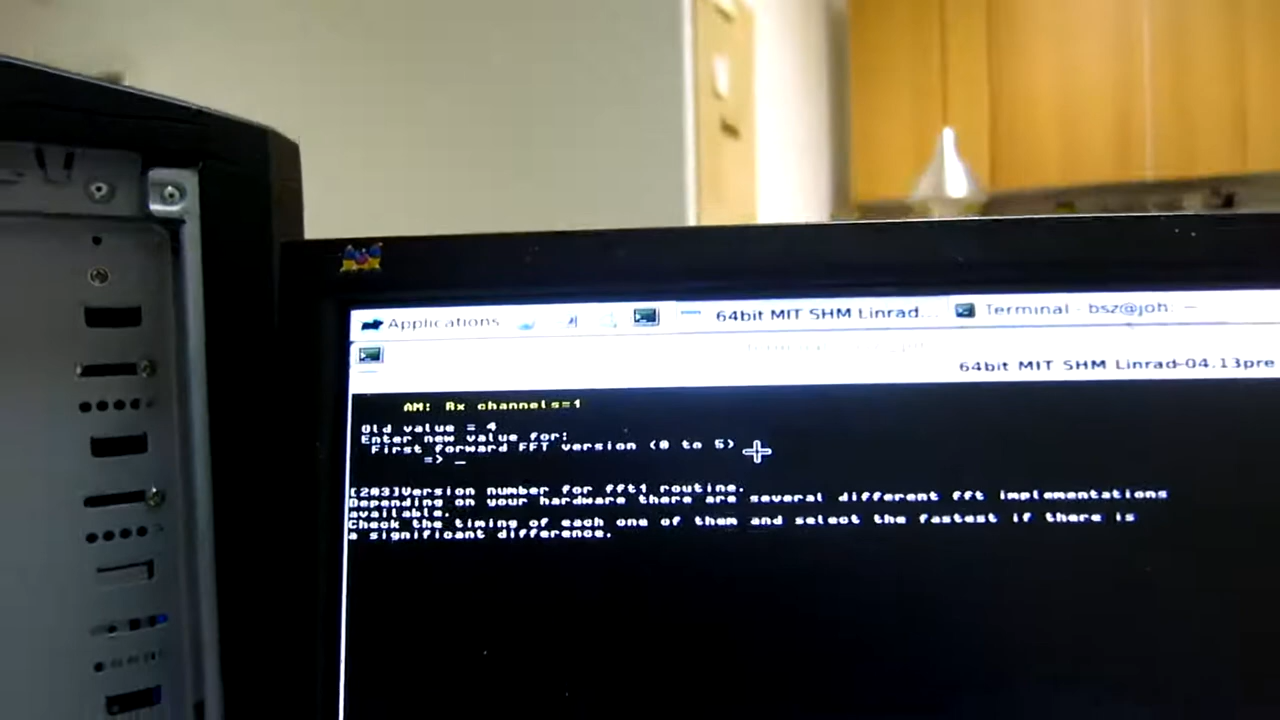 Applications
64bit MIT SHM Linrad...
Terminal - bsz@joh: ~
64bit MIT SHM Linrad-04.13pre
AM: Rx channels=1
Old value = 4
Enter new value for:
First forward FFT version (0 to 5)
=> _
[203]Version number for fft1 routine.
Depending on your hardware there are several different fft implementations
available.
Check the timing of each one of them and select the fastest if there is
a significant difference.